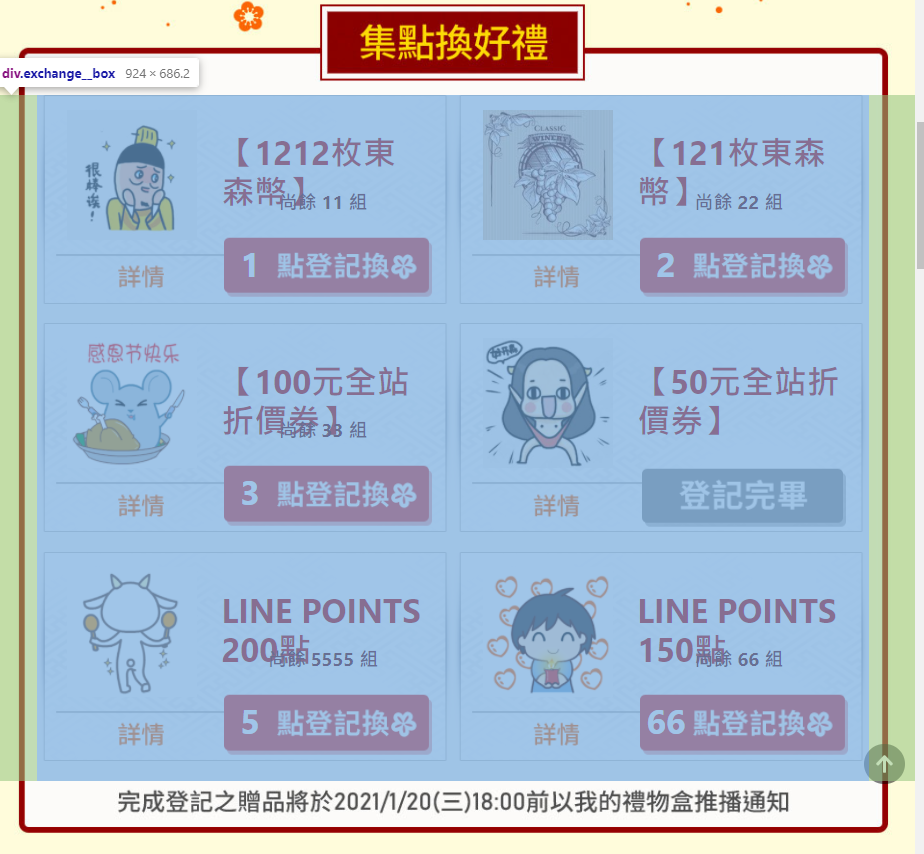 集點換好禮
div.exchange__box 924 × 686.2
很棒诶!
【1212枚東
森幣】
尚餘 11 組
詳情
1 點登記換
CLASSIC
WINERY
【121枚東森
幣】
尚餘 22 組
詳情
2 點登記換
感恩节快乐
【100元全站
折價券】
尚餘 33 組
詳情
3 點登記換
【50元全站折
價券】
詳情
登記完畢
LINE POINTS
200點
尚餘 5555 組
詳情
5 點登記換
LINE POINTS
150點
尚餘 66 組
詳情
66 點登記換
完成登記之贈品將於2021/1/20(三)18:00前以我的禮物盒推播通知